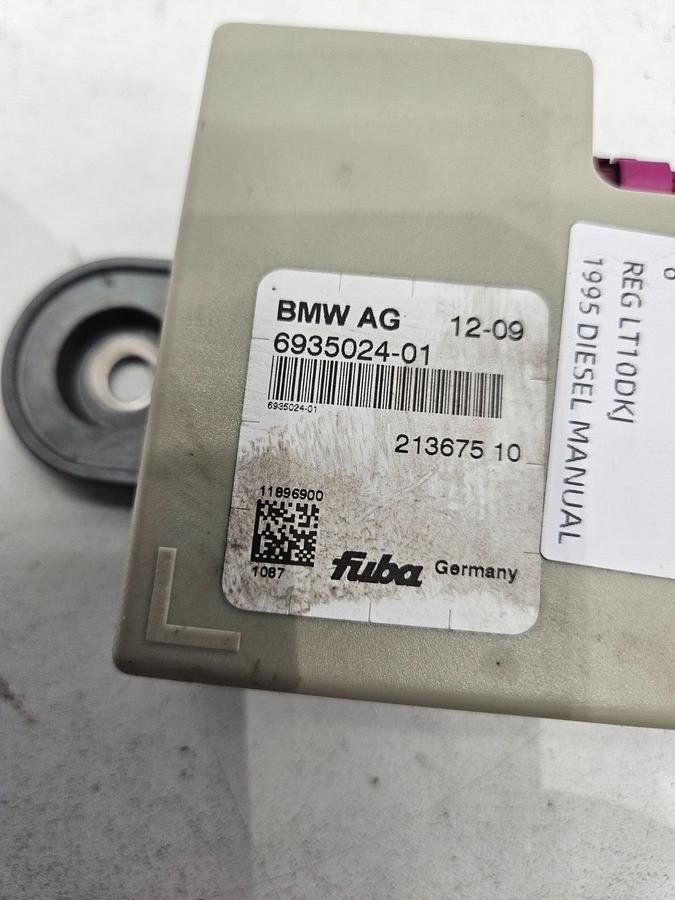 BMW AG 12-09
6935024-01
6935024-01
213675 10
11896900
1087
fuba Germany
L
REG LT10DKJ
1995 DIESEL MANUAL